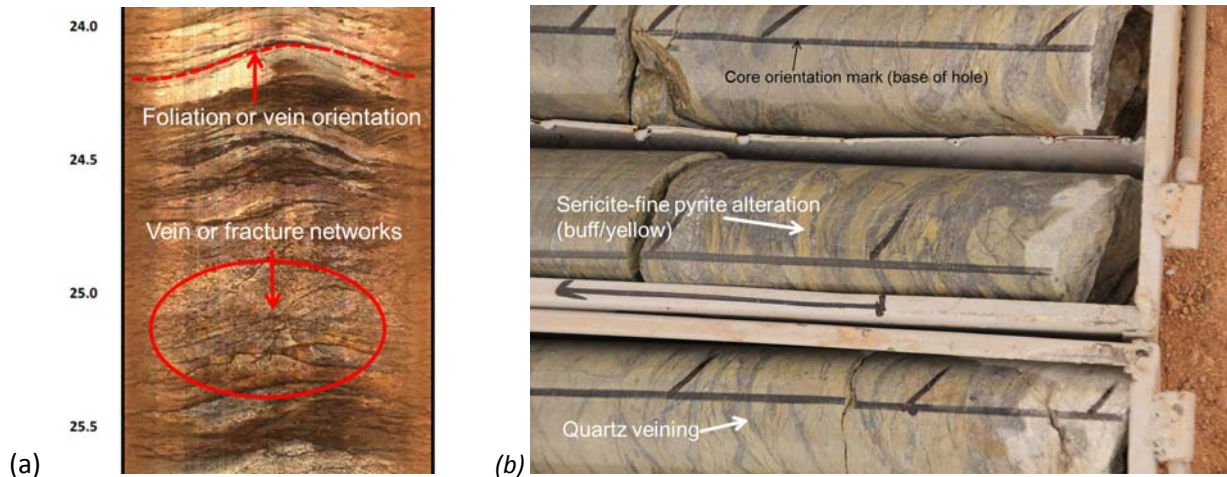 24.0
Foliation or vein orientation
24.5
Vein or fracture networks
25.0
25.5
(a)
Core orientation mark (base of hole)
Sericite-fine pyrite alteration
(buff/yellow)
Quartz veining
(b)